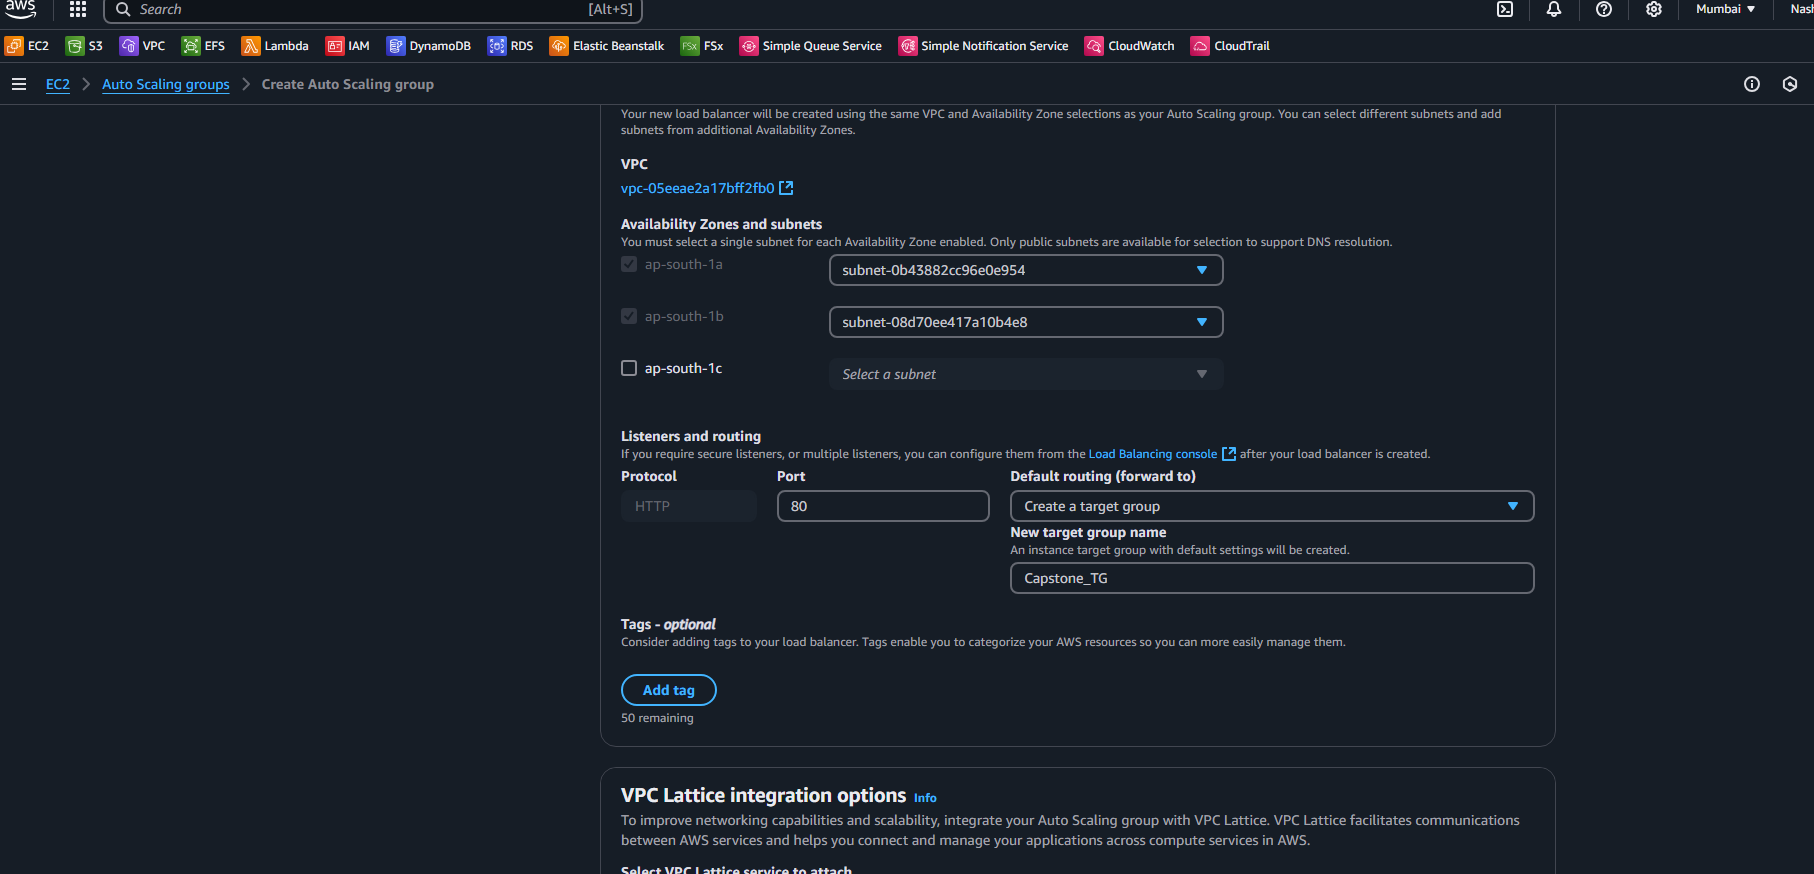 aws
Search
[Alt+S]
Mumbai
Nash
EC2
S3
VPC
EFS
Lambda
IAM
DynamoDB
RDS
Elastic Beanstalk
FSx
FSx
Simple Queue Service
Simple Notification Service
CloudWatch
CloudTrail
EC2
Auto Scaling groups
Create Auto Scaling group
Your new load balancer will be created using the same VPC and Availability Zone selections as your Auto Scaling group. You can select different subnets and add
subnets from additional Availability Zones.
VPC
vpc-05eeae2a17bff2fb0
Availability Zones and subnets
You must select a single subnet for each Availability Zone enabled. Only public subnets are available for selection to support DNS resolution.
ap-south-1a
subnet-0b43882cc96e0e954
ap-south-1b
subnet-08d70ee417a10b4e8
ap-south-1c
Select a subnet
Listeners and routing
If you require secure listeners, or multiple listeners, you can configure them from the Load Balancing console after your load balancer is created.
Protocol
Port
Default routing (forward to)
HTTP
80
Create a target group
New target group name
An instance target group with default settings will be created.
Capstone_TG
Tags - optional
Consider adding tags to your load balancer. Tags enable you to categorize your AWS resources so you can more easily manage them.
Add tag
50 remaining
VPC Lattice integration options Info
To improve networking capabilities and scalability, integrate your Auto Scaling group with VPC Lattice. VPC Lattice facilitates communications
between AWS services and helps you connect and manage your applications across compute services in AWS.
Select VPC Lattice service to attach